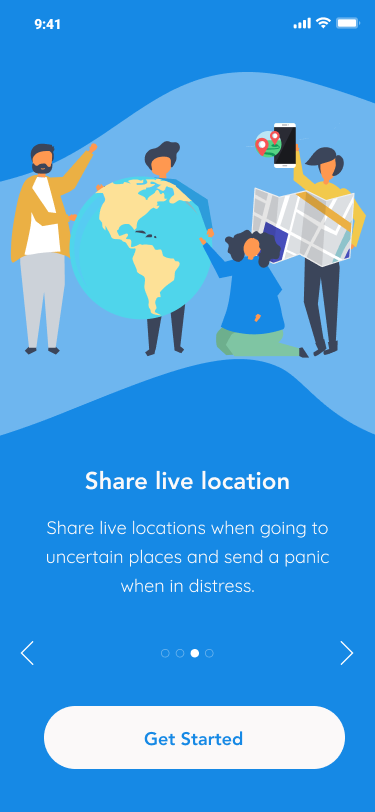 9:41
Share live location
Share live locations when going to
uncertain places and send a panic
when in distress.
Get Started